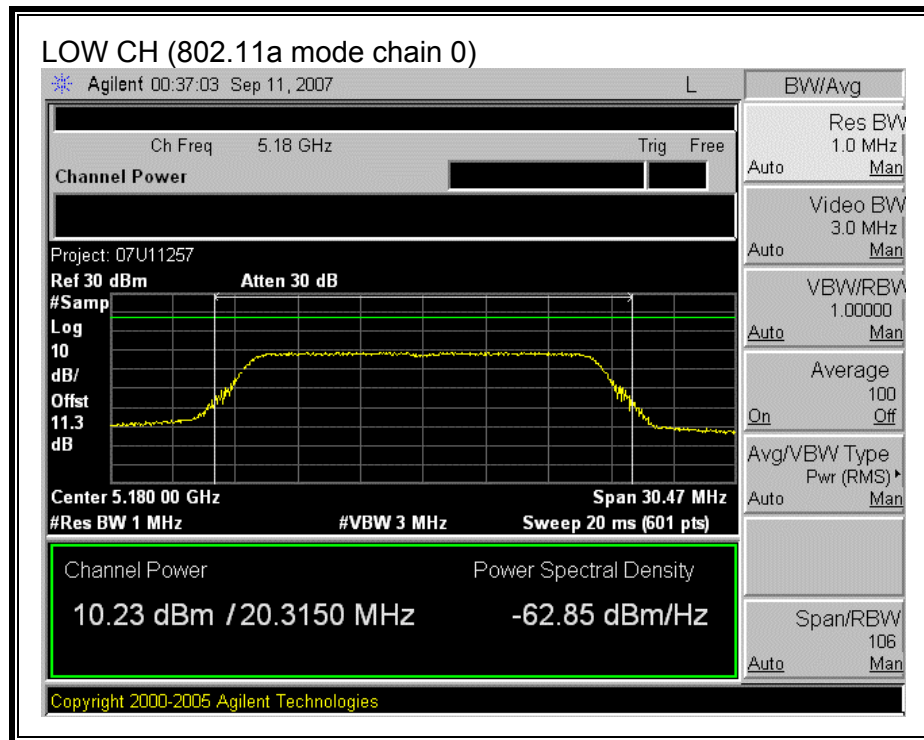 LOW CH (802.11a mode chain 0)
Agilent 00:37:03 Sep 11, 2007 L
BW/Avg
Ch Freq 5.18 GHz Trig Free
Channel Power
Project: 07U11257
Ref 30 dBm Atten 30 dB
#Samp
Log
10
dB/
Offst
11.3
dB
Center 5.180 00 GHz Span 30.47 MHz
#Res BW 1 MHz #VBW 3 MHz Sweep 20 ms (601 pts)
Channel Power Power Spectral Density
10.23 dBm / 20.3150 MHz -62.85 dBm/Hz
Copyright 2000-2005 Agilent Technologies
Res BW
1.0 MHz
Auto Man
Video BW
3.0 MHz
Auto Man
VBW/RBW
1.00000
Auto Man
Average
100
On Off
Avg/VBW Type
Pwr (RMS)
Auto Man
Span/RBW
106
Auto Man